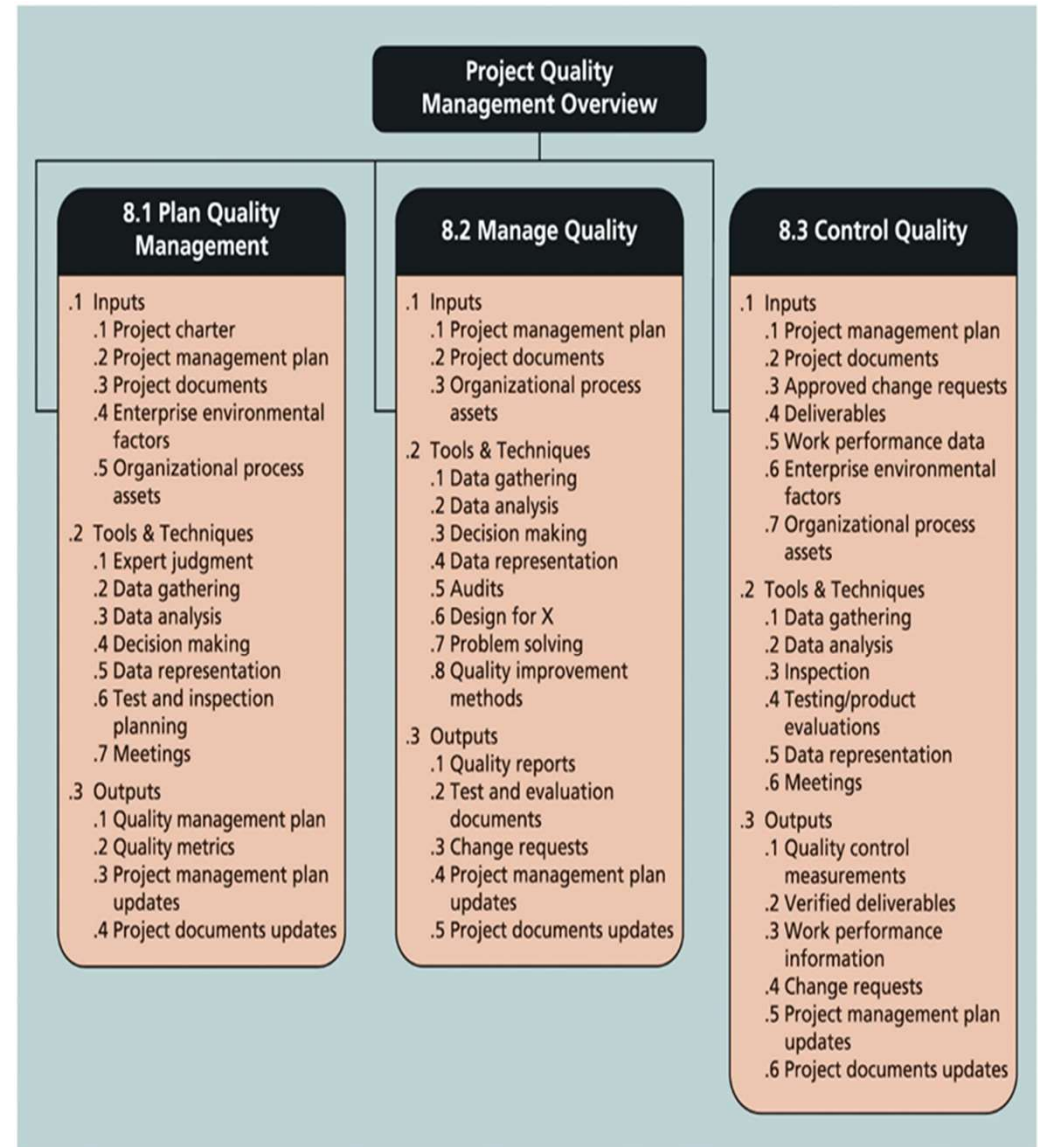 Project Quality
Management Overview
8.1 Plan Quality
Management
.1 Inputs
.1 Project charter
.2 Project management plan
.3 Project documents
.4 Enterprise environmental
factors
.5 Organizational process
assets
.2 Tools & Techniques
.1 Expert judgment
.2 Data gathering
.3 Data analysis
.4 Decision making
.5 Data representation
.6 Test and inspection
planning
.7 Meetings
.3 Outputs
.1 Quality management plan
.2 Quality metrics
.3 Project management plan
updates
.4 Project documents updates
8.2 Manage Quality
.1 Inputs
.1 Project management plan
.2 Project documents
.3 Organizational process
assets
.2 Tools & Techniques
.1 Data gathering
.2 Data analysis
.3 Decision making
.4 Data representation
.5 Audits
.6 Design for X
.7 Problem solving
.8 Quality improvement
methods
.3 Outputs
.1 Quality reports
.2 Test and evaluation
documents
.3 Change requests
.4 Project management plan
updates
.5 Project documents updates
8.3 Control Quality
.1 Inputs
.1 Project management plan
.2 Project documents
.3 Approved change requests
.4 Deliverables
.5 Work performance data
.6 Enterprise environmental
factors
.7 Organizational process
assets
.2 Tools & Techniques
.1 Data gathering
.2 Data analysis
.3 Inspection
.4 Testing/product
evaluations
.5 Data representation
.6 Meetings
.3 Outputs
.1 Quality control
measurements
.2 Verified deliverables
.3 Work performance
information
.4 Change requests
.5 Project management plan
updates
.6 Project documents updates